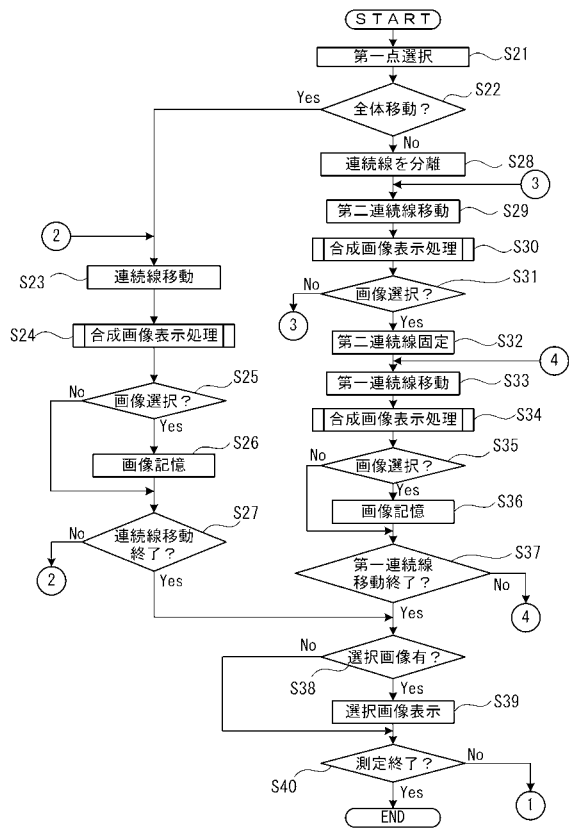 START
第一点選択
S21
全体移動？
S22
Yes
No
連続線を分離
S28
3
第二連続線移動
S29
合成画像表示処理
S30
画像選択？
S31
No
3
Yes
第二連続線固定
S32
4
第一連続線移動
S33
合成画像表示処理
S34
画像選択？
S35
No
Yes
画像記憶
S36
第一連続線
移動終了？
S37
No
4
Yes
2
連続線移動
S23
合成画像表示処理
S24
画像選択？
S25
No
Yes
画像記憶
S26
連続線移動
終了？
S27
No
2
Yes
選択画像有？
S38
No
Yes
選択画像表示
S39
測定終了？
S40
No
1
Yes
END